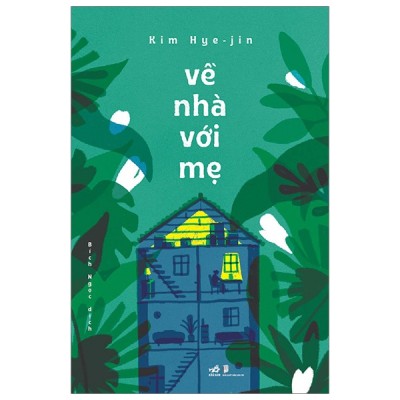 Kim Hye-jin
về
nhà
với
mẹ
Bích Ngọc dịch